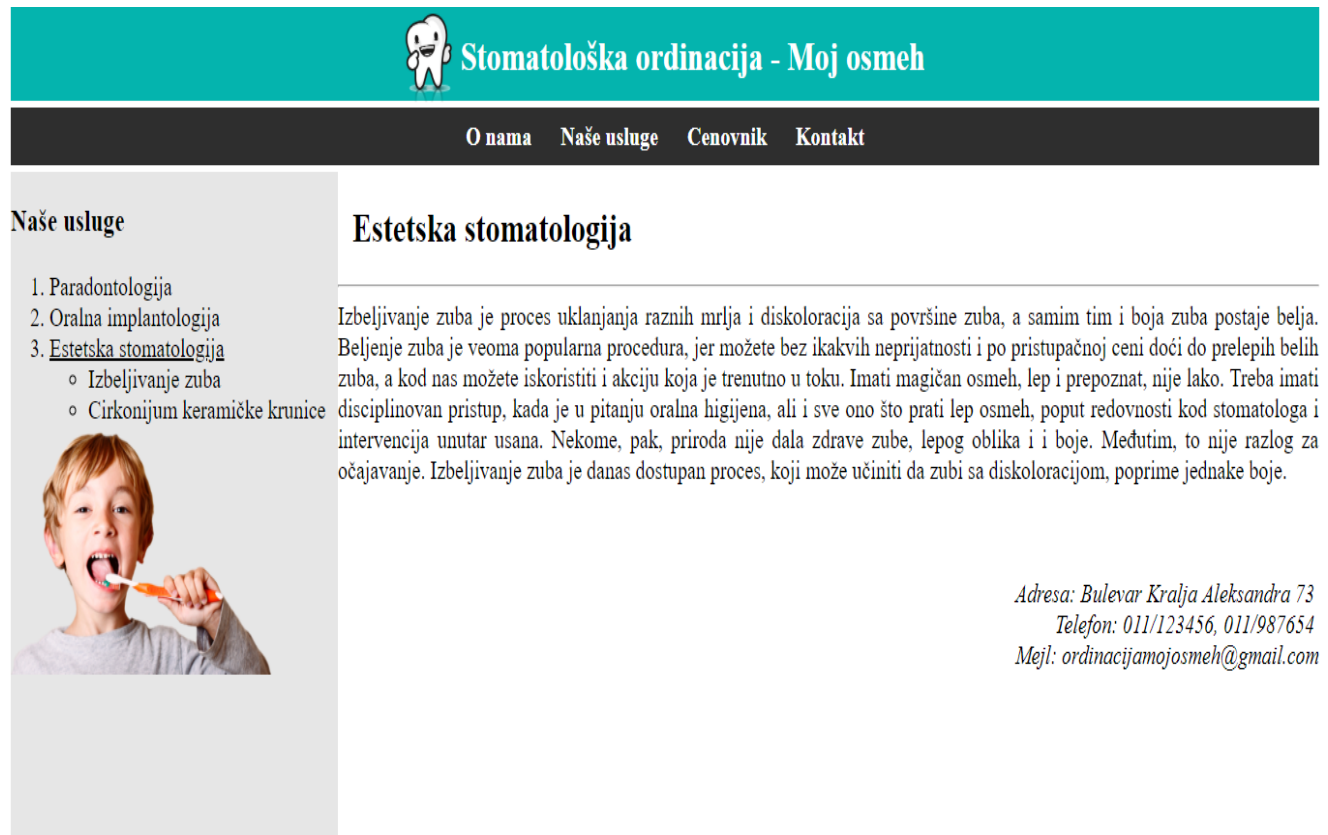 Stomatološka ordinacija - Moj osmeh
O nama Naše usluge Cenovnik Kontakt
Naše usluge
1. Paradontologija
2. Oralna implantologija
3. Estetska stomatologija
Izbeljivanje zuba
Cirkonijum keramičke krunice
Estetska stomatologija
Izbeljivanje zuba je proces uklanjanja raznih mrlja i diskoloracija sa površine zuba, a samim tim i boja zuba postaje belja.
Beljenje zuba je veoma popularna procedura, jer možete bez ikakvih neprijatnosti i po pristupačnoj ceni doći do prelepih belih
zuba, a kod nas možete iskoristiti i akciju koja je trenutno u toku. Imati magičan osmeh, lep i prepoznat, nije lako. Treba imati
disciplinovan pristup, kada je u pitanju oralna higijena, ali i sve ono što prati lep osmeh, poput redovnosti kod stomatologa i
intervencija unutar usana. Nekome, pak, priroda nije dala zdrave zube, lepog oblika i i boje. Međutim, to nije razlog za
očajavanje. Izbeljivanje zuba je danas dostupan proces, koji može učiniti da zubi sa diskoloracijom, poprime jednake boje.
Adresa: Bulevar Kralja Aleksandra 73
Telefon: 011/123456, 011/987654
Mejl: ordinacijamojosmeh@gmail.com